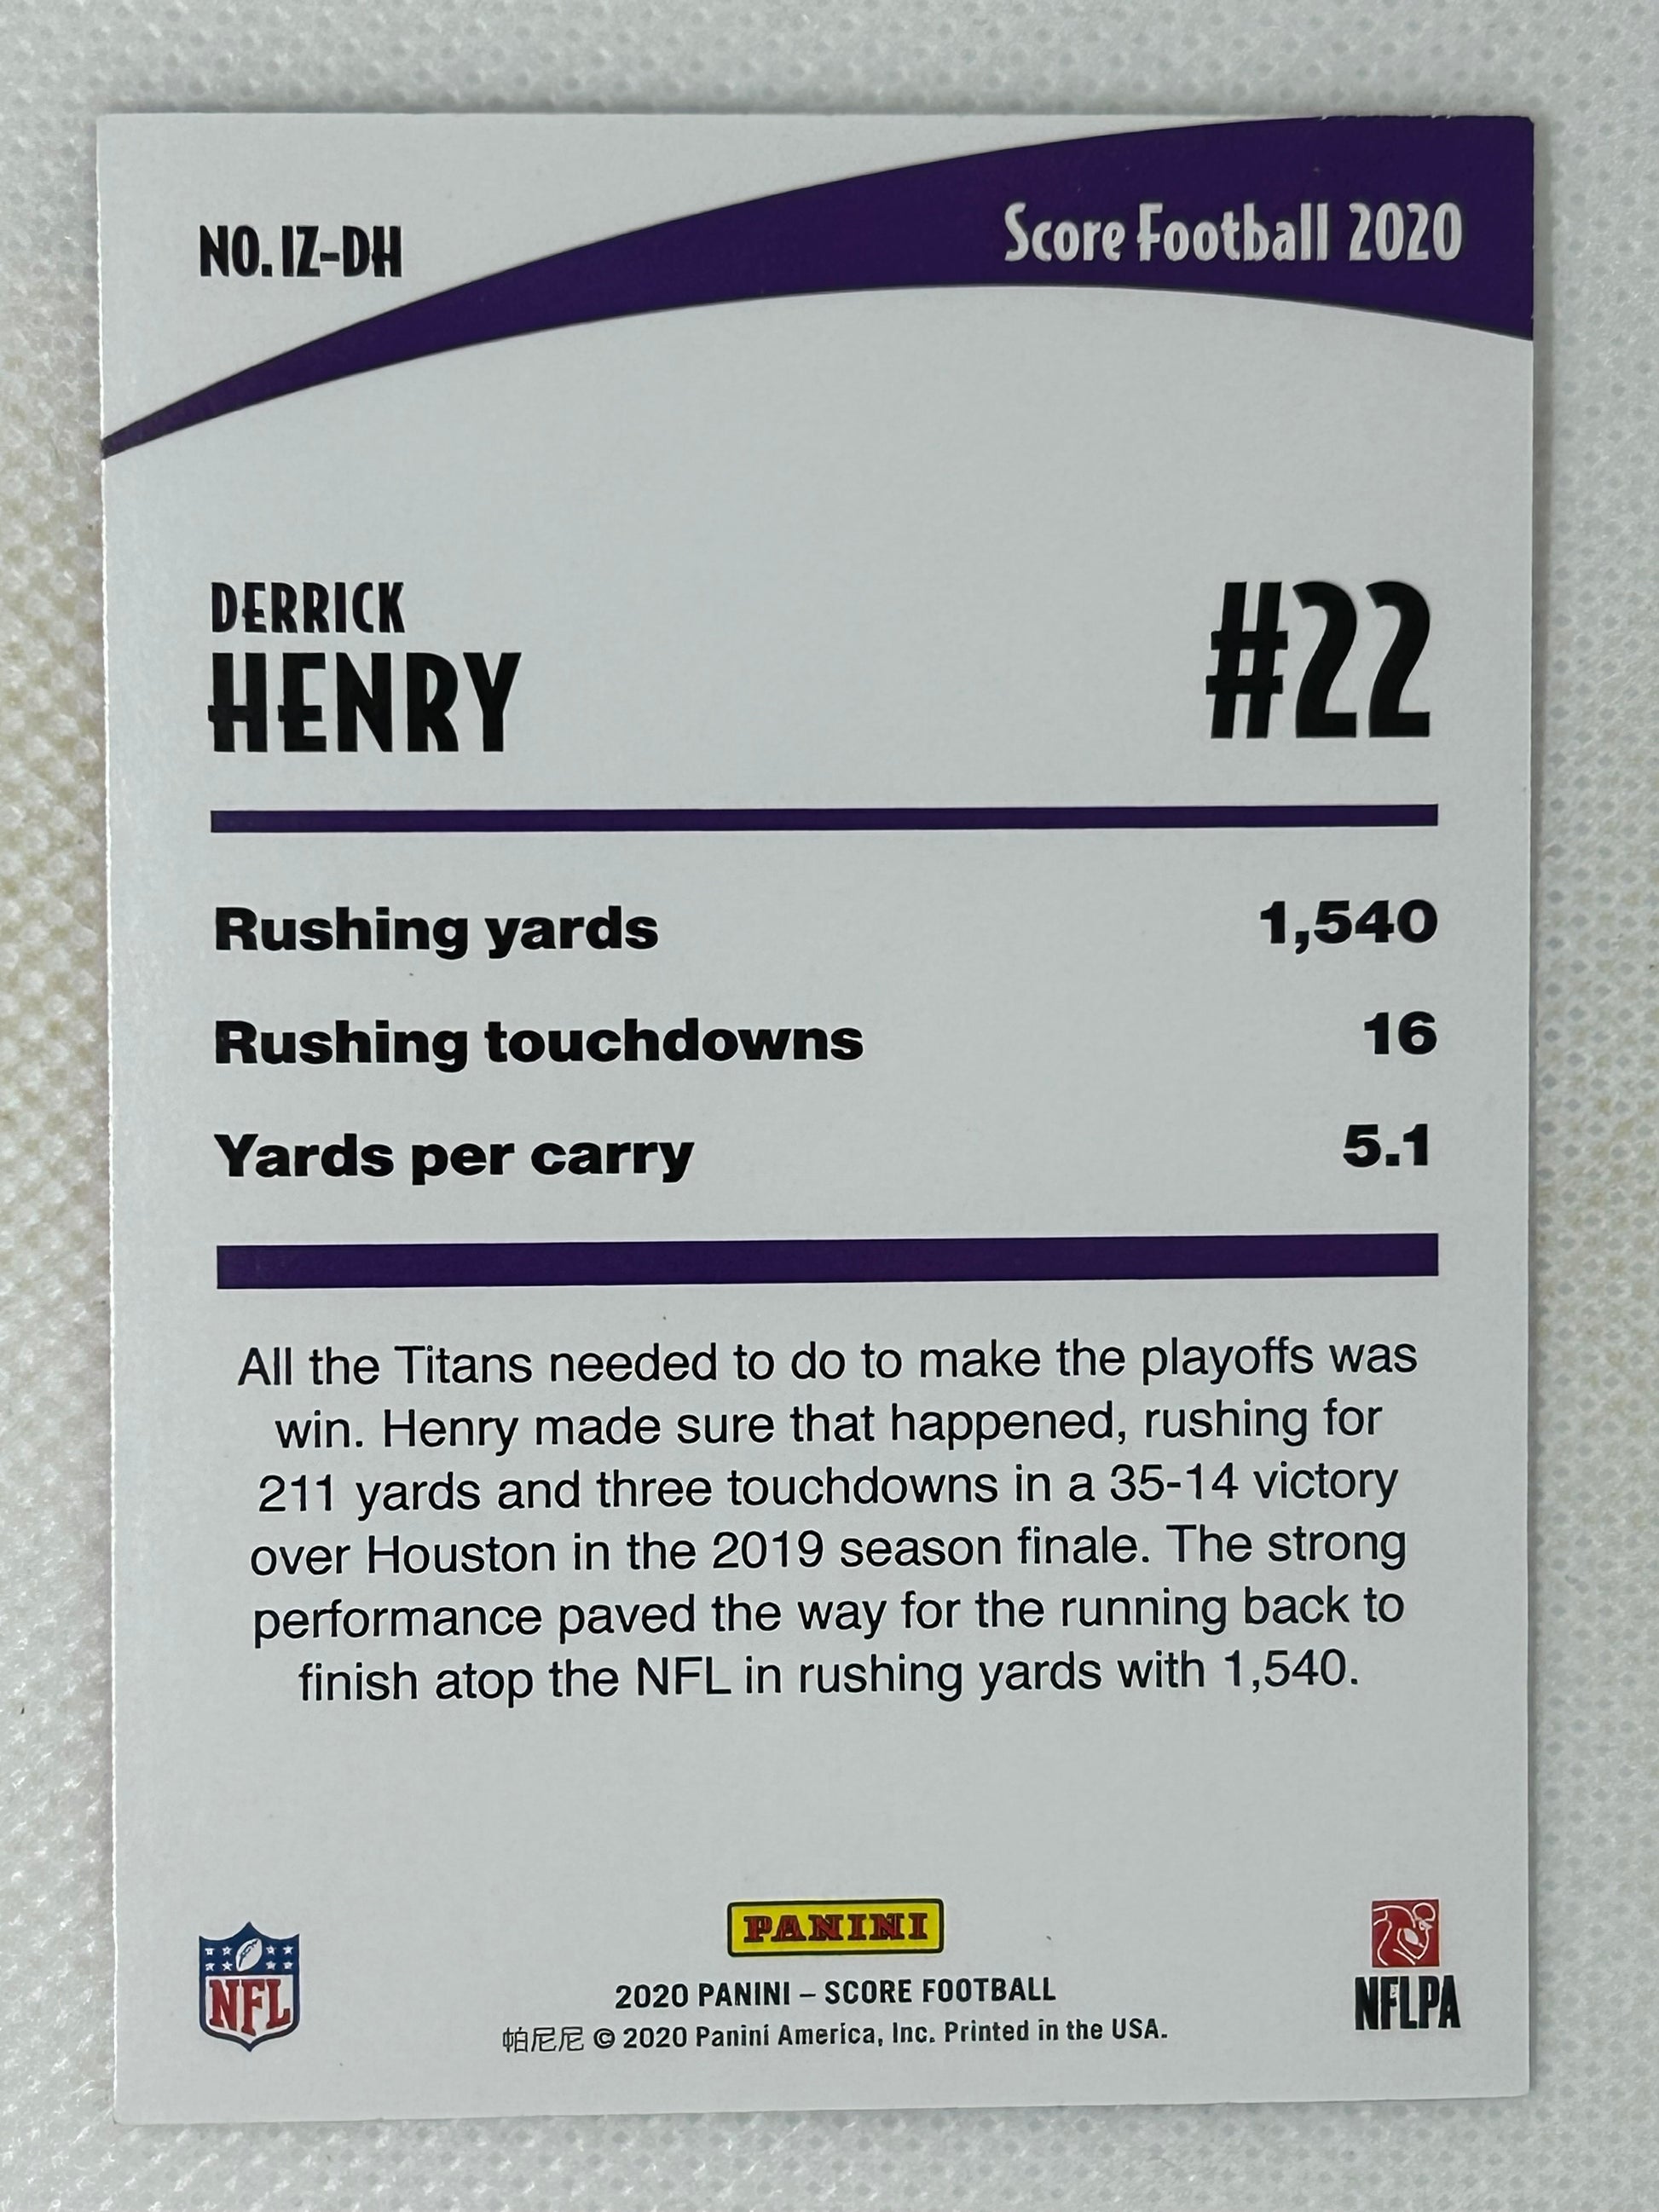 NO. IZ-DH
Score Football 2020
DERRICK
HENRY
#22
Rushing yards 1,540
Rushing touchdowns 16
Yards per carry 5.1
All the Titans needed to do to make the playoffs was
win. Henry made sure that happened, rushing for
211 yards and three touchdowns in a 35-14 victory
over Houston in the 2019 season finale. The strong
performance paved the way for the running back to
finish atop the NFL in rushing yards with 1,540.
NFL
PANINI
2020 PANINI – SCORE FOOTBALL
帕尼尼 © 2020 Panini America, Inc. Printed in the USA.
NFLPA